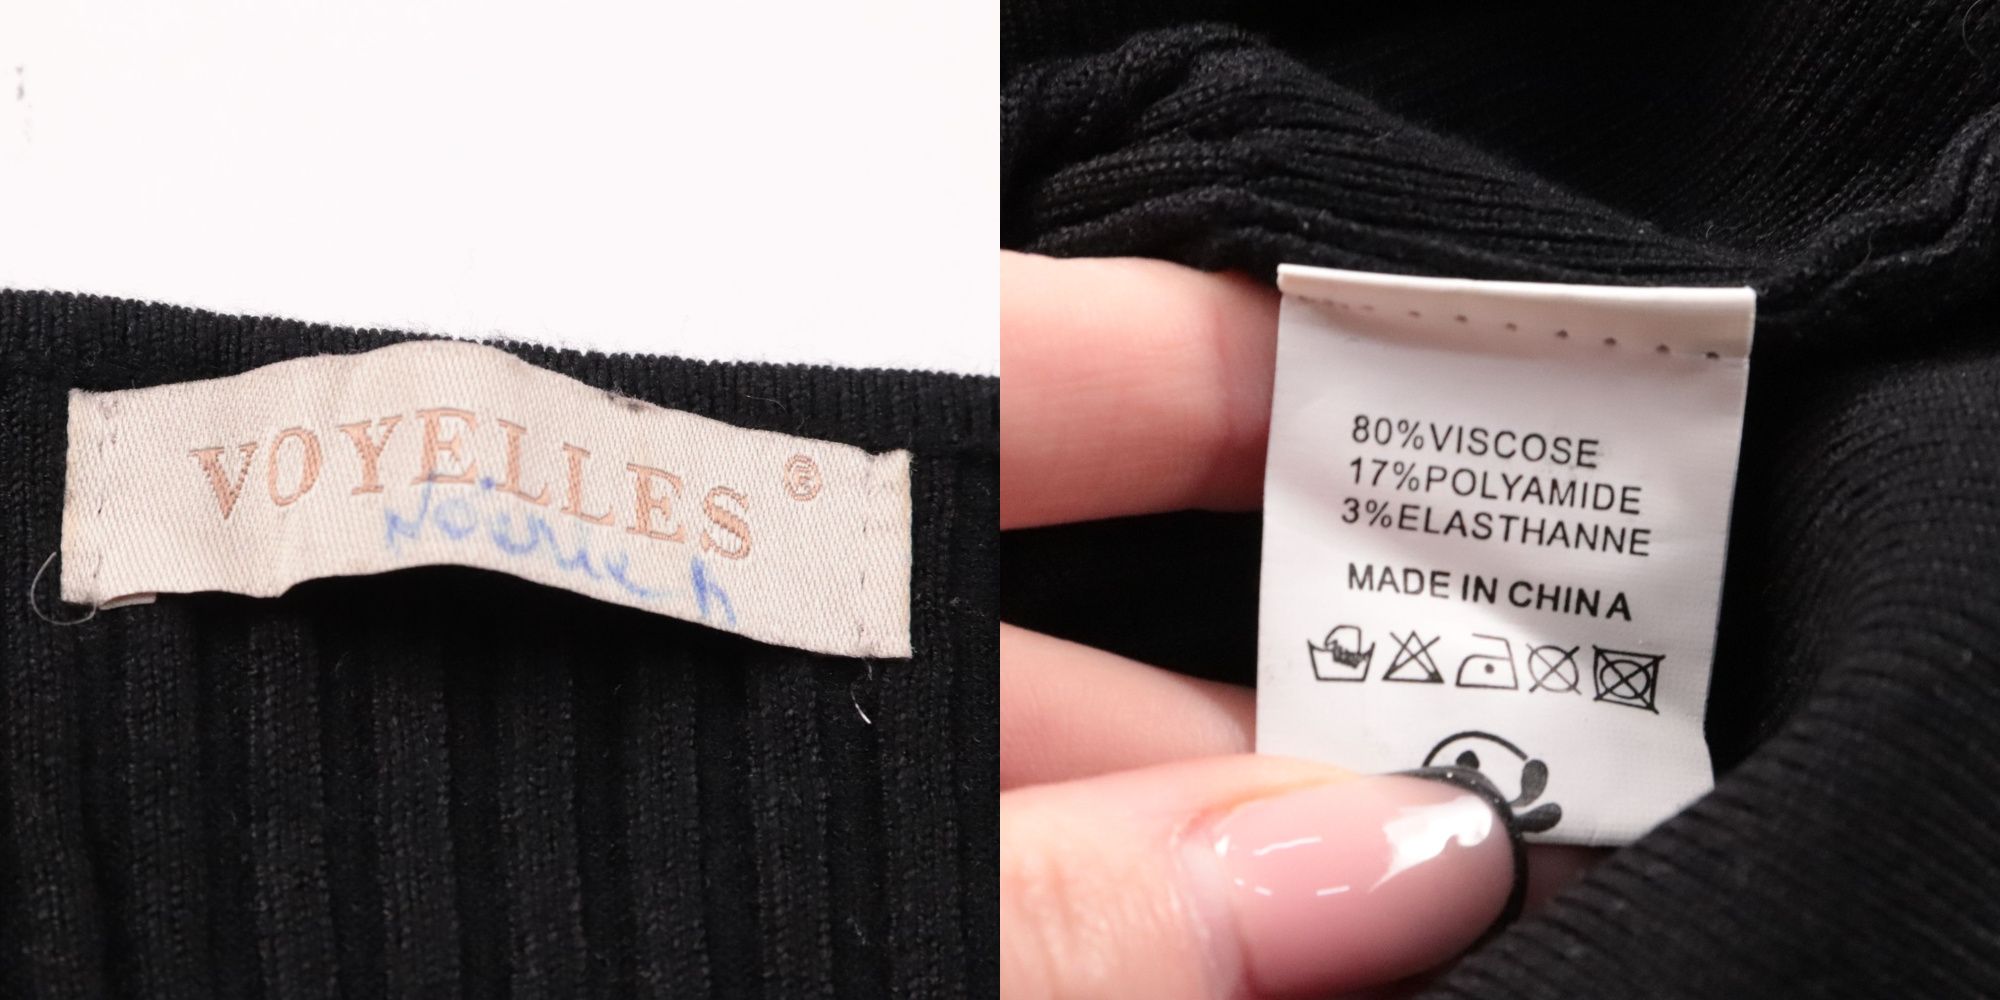 VOYELLES®
80%VISCOSE
17%POLYAMIDE
3%ELASTHANNE
MADE IN CHINA